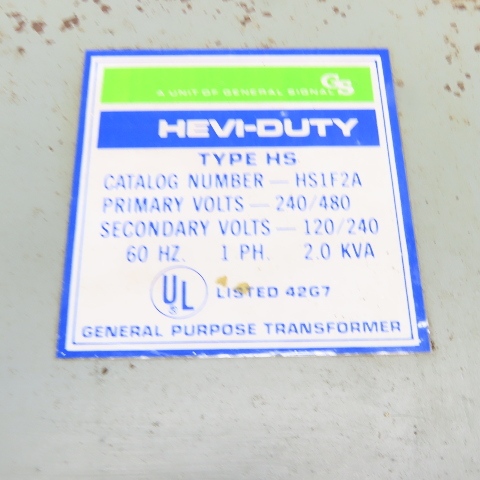 GS
A UNIT OF GENERAL SIGNAL
HEVI-DUTY
TYPE HS
CATALOG NUMBER — HS1F2A
PRIMARY VOLTS — 240/480
SECONDARY VOLTS — 120/240
60 HZ. 1 PH. 2.0 KVA
UL & LISTED 42G7
GENERAL PURPOSE TRANSFORMER